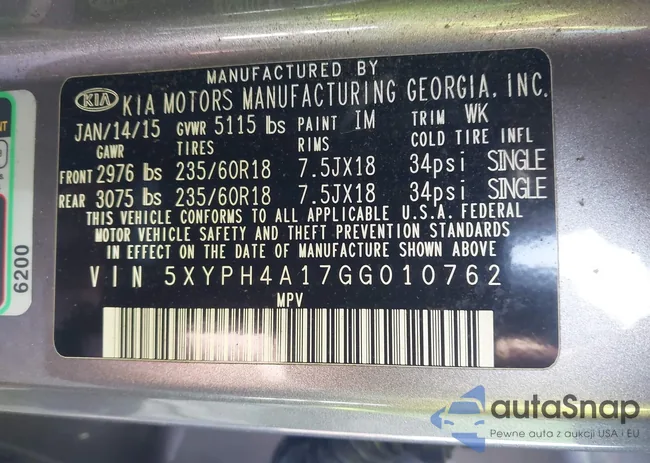 MANUFACTURED BY
KIA KIA MOTORS MANUFACTURING GEORGIA, INC.
JAN/14/15 GVWR 5115 lbs PAINT IM TRIM WK
GAWR TIRES RIMS COLD TIRE INFL
FRONT 2976 lbs 235/60R18 7.5JX18 34psi SINGLE
REAR 3075 lbs 235/60R18 7.5JX18 34psi SINGLE
THIS VEHICLE CONFORMS TO ALL APPLICABLE U.S.A. FEDERAL
MOTOR VEHICLE SAFETY AND THEFT PREVENTION STANDARDS
IN EFFECT ON THE DATE OF MANUFACTURE SHOWN ABOVE
VIN 5XYPH4A17GG010762
MPV
6200
autaSnap
Pewne auta z aukcji USA i EU